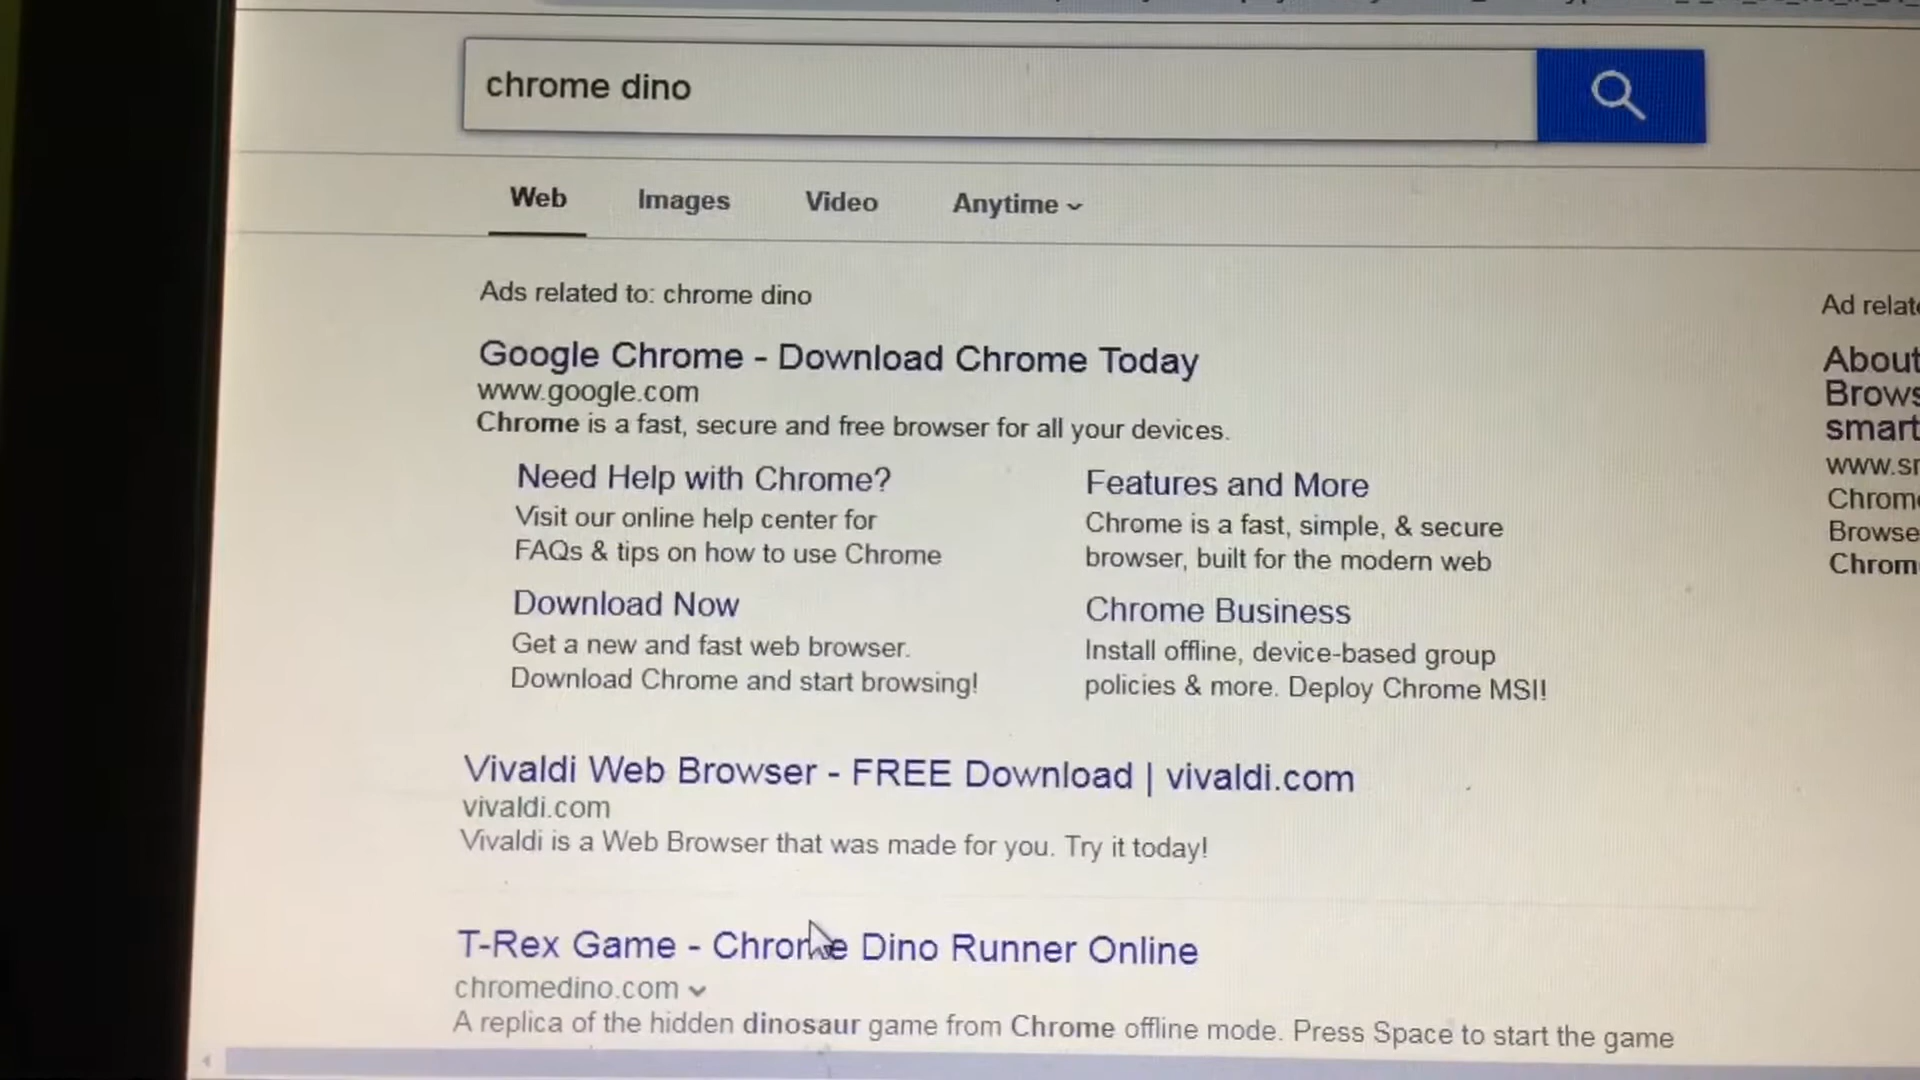 chrome dino
Web Images Video Anytime
Ads related to: chrome dino
Google Chrome - Download Chrome Today
www.google.com
Chrome is a fast, secure and free browser for all your devices.
Need Help with Chrome?
Visit our online help center for
FAQs & tips on how to use Chrome
Features and More
Chrome is a fast, simple, & secure
browser, built for the modern web
Download Now
Get a new and fast web browser.
Download Chrome and start browsing!
Chrome Business
Install offline, device-based group
policies & more. Deploy Chrome MSI!
Vivaldi Web Browser - FREE Download | vivaldi.com
vivaldi.com
Vivaldi is a Web Browser that was made for you. Try it today!
T-Rex Game - Chrome Dino Runner Online
chromedino.com
A replica of the hidden dinosaur game from Chrome offline mode. Press Space to start the game
Ad
About
smart